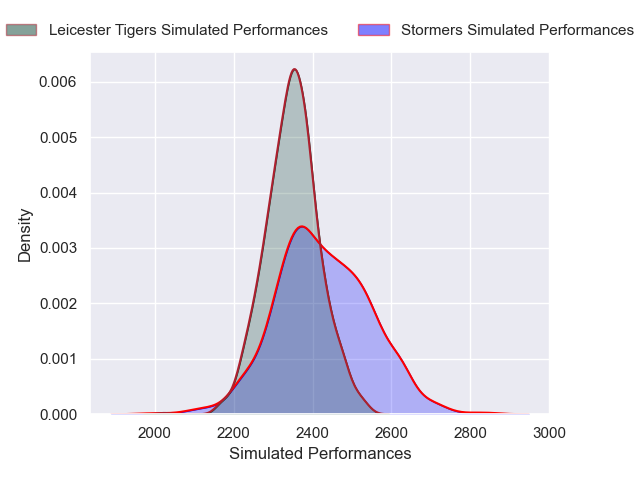 Leicester Tigers Simulated Performances Stormers Simulated Performances
0.006
0.005
0.004
0.003
0.002
0.001
0.000
Density
2000 2200 2400 2600 2800 3000
Simulated Performances